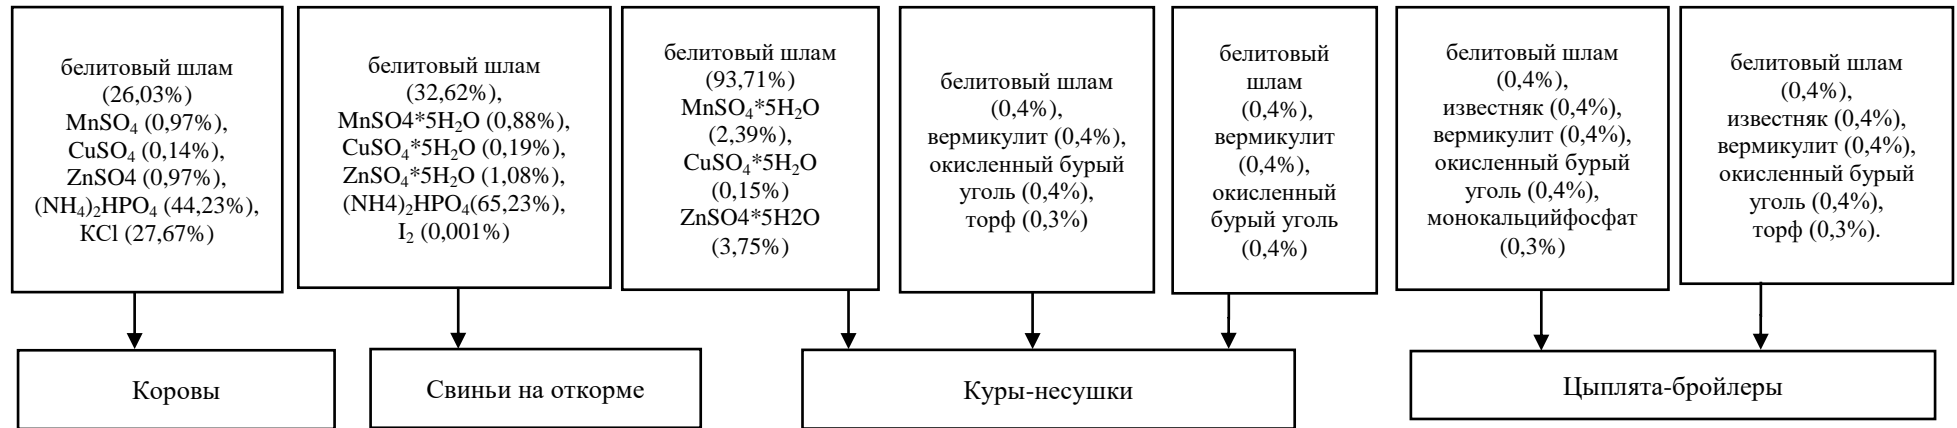 белитовый шлам
(26,03%)
MnSO₄ (0,97%),
CuSO₄ (0,14%),
ZnSO4 (0,97%),
(NH₄)₂HPO₄ (44,23%),
KCl (27,67%)
белитовый шлам
(32,62%),
MnSO4*5H₂O (0,88%),
CuSO₄*5H₂O (0,19%),
ZnSO₄*5H₂O (1,08%),
(NH4)₂HPO₄(65,23%),
I₂ (0,001%)
белитовый шлам
(93,71%)
MnSO₄*5H₂O
(2,39%),
CuSO₄*5H₂O
(0,15%)
ZnSO4*5H2O
(3,75%)
белитовый шлам
(0,4%),
вермикулит (0,4%),
окисленный бурый
уголь (0,4%),
торф (0,3%)
белитовый
шлам
(0,4%),
вермикулит
(0,4%),
окисленный
бурый уголь
(0,4%)
белитовый шлам
(0,4%),
известняк (0,4%),
вермикулит (0,4%),
окисленный бурый
уголь (0,4%),
монокальцийфосфат
(0,3%)
белитовый шлам
(0,4%),
известняк (0,4%),
вермикулит (0,4%),
окисленный бурый
уголь (0,4%),
торф (0,3%).
Коровы
Свиньи на откорме
Куры-несушки
Цыплята-бройлеры